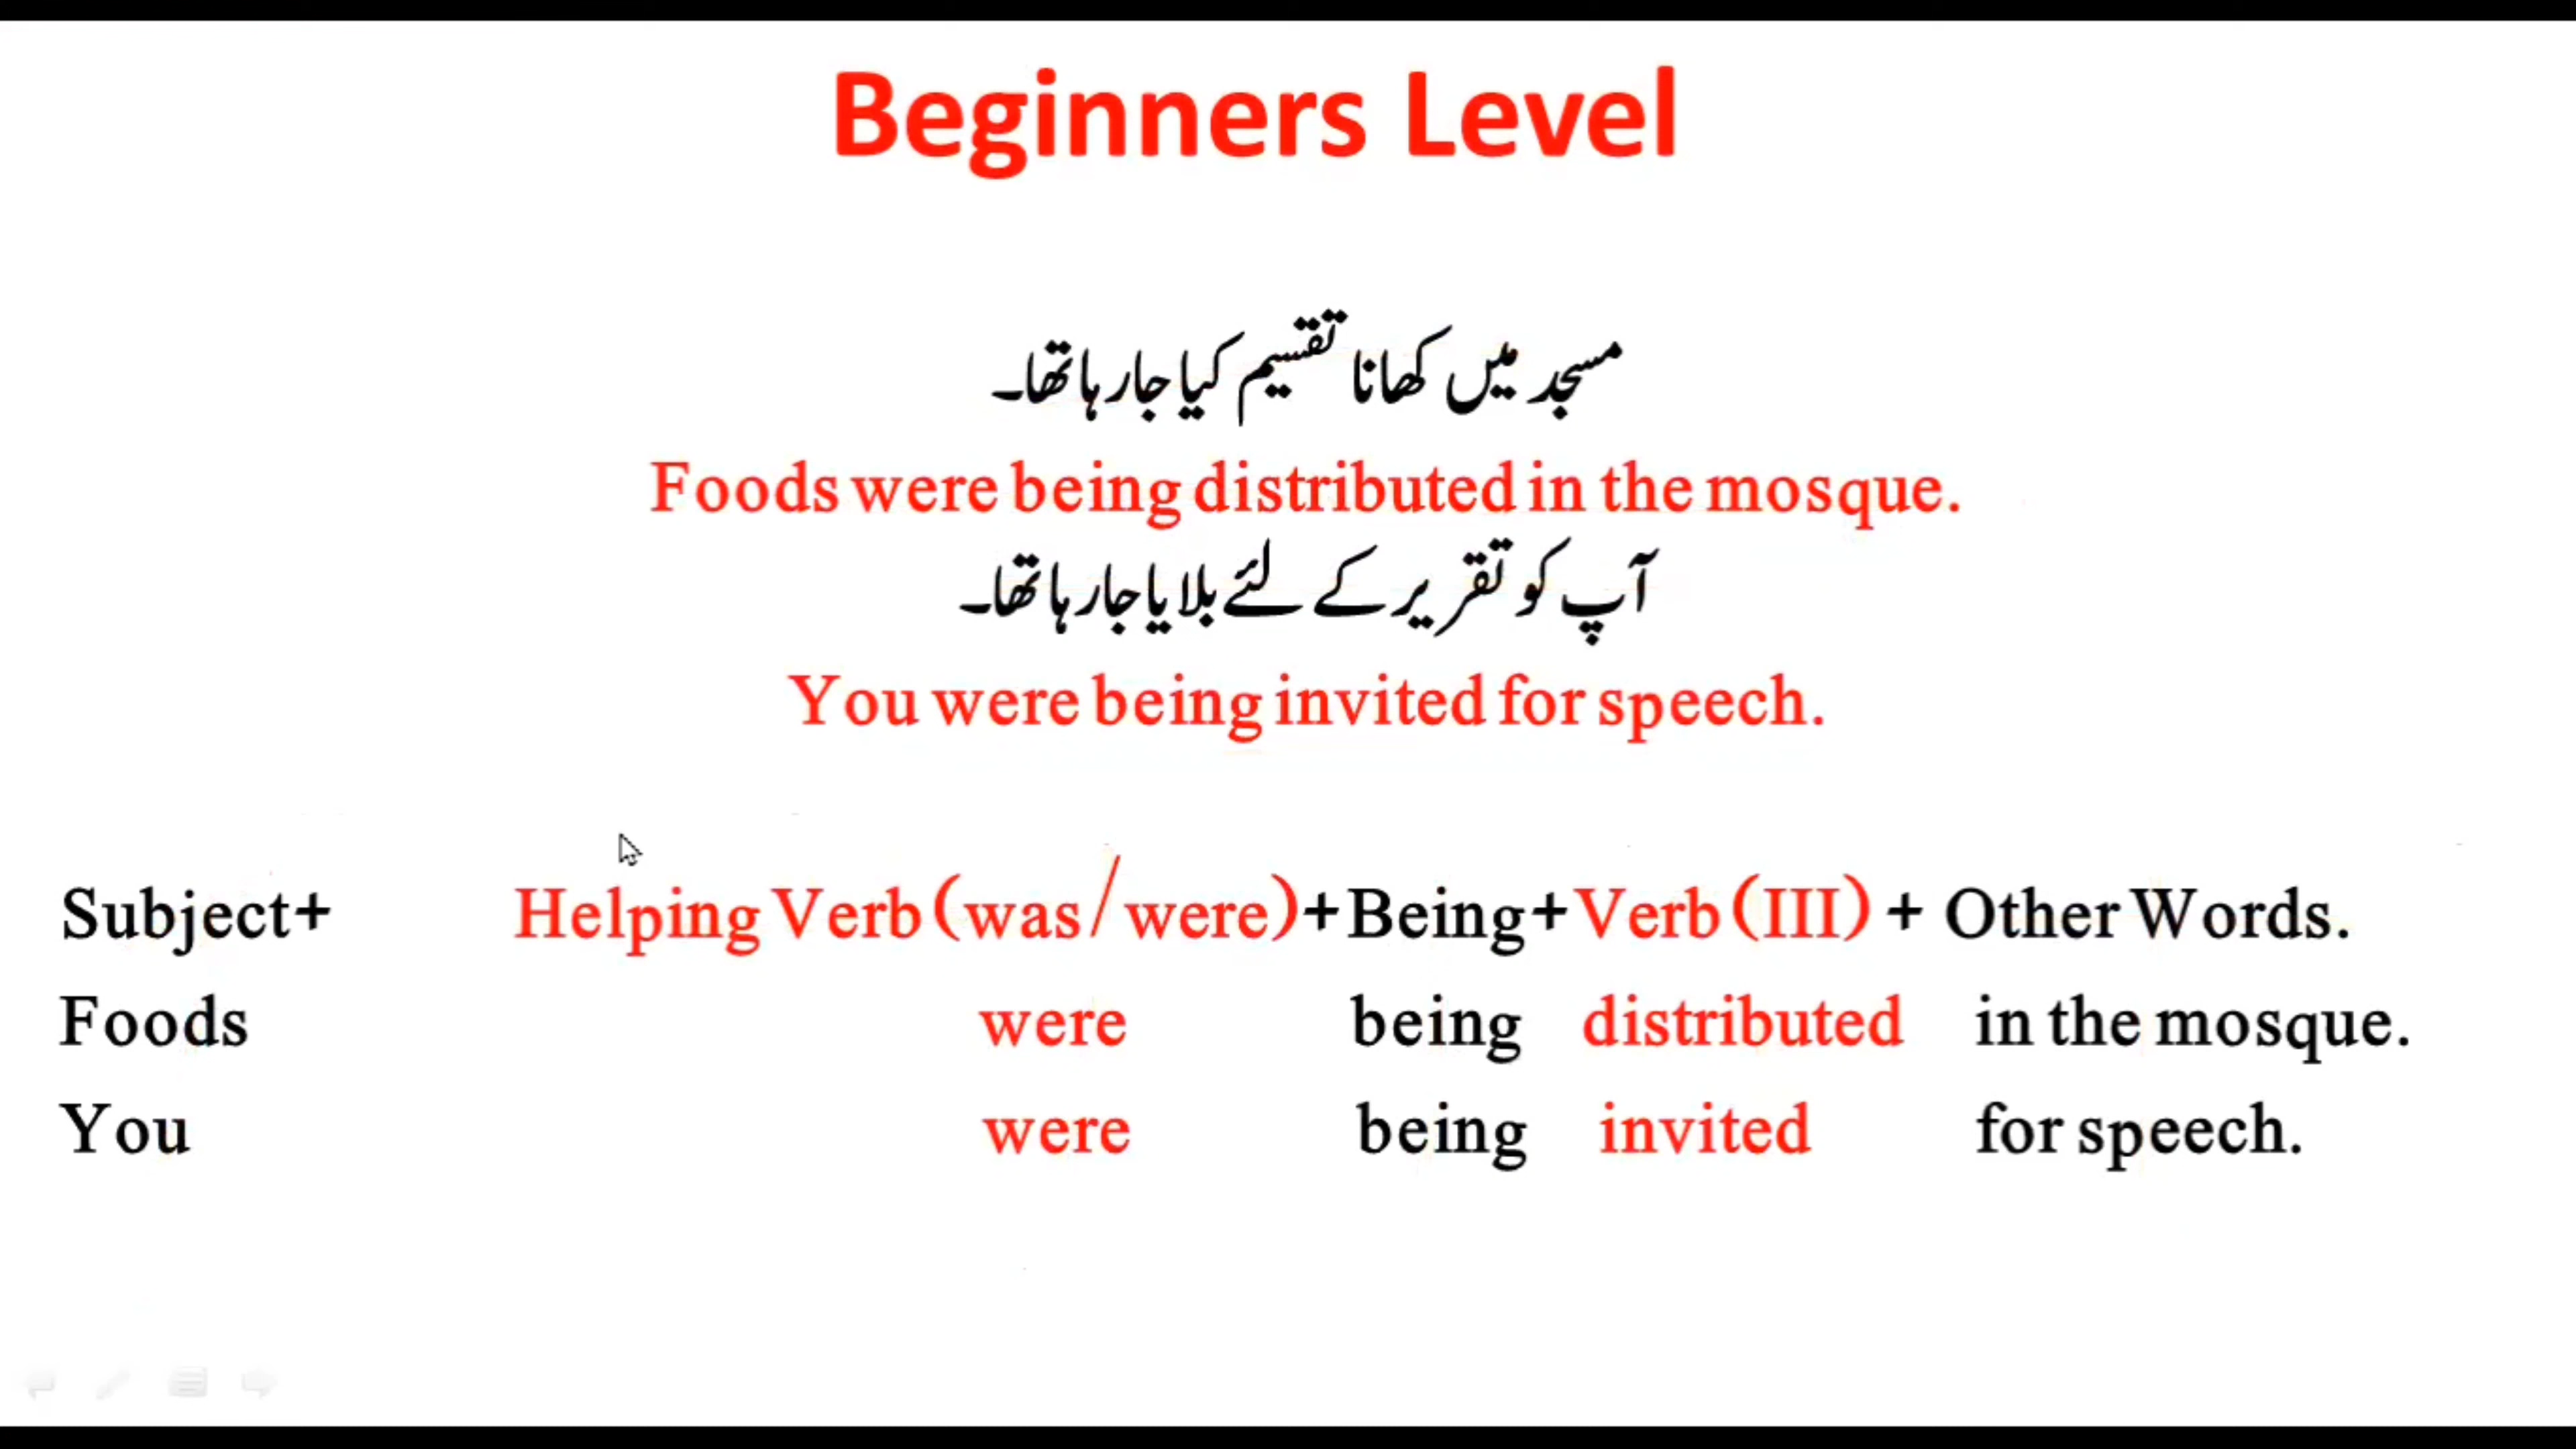 Beginners Level
مسجد میں کھانا تقسیم کیا جا رہا تھا۔
Foods were being distributed in the mosque.
آپ کو تقریر کے لئے بلایا جا رہا تھا۔
You were being invited for speech.
Subject+ Helping Verb (was/were)+Being+Verb (III) + Other Words.
Foods were being distributed in the mosque.
You were being invited for speech.